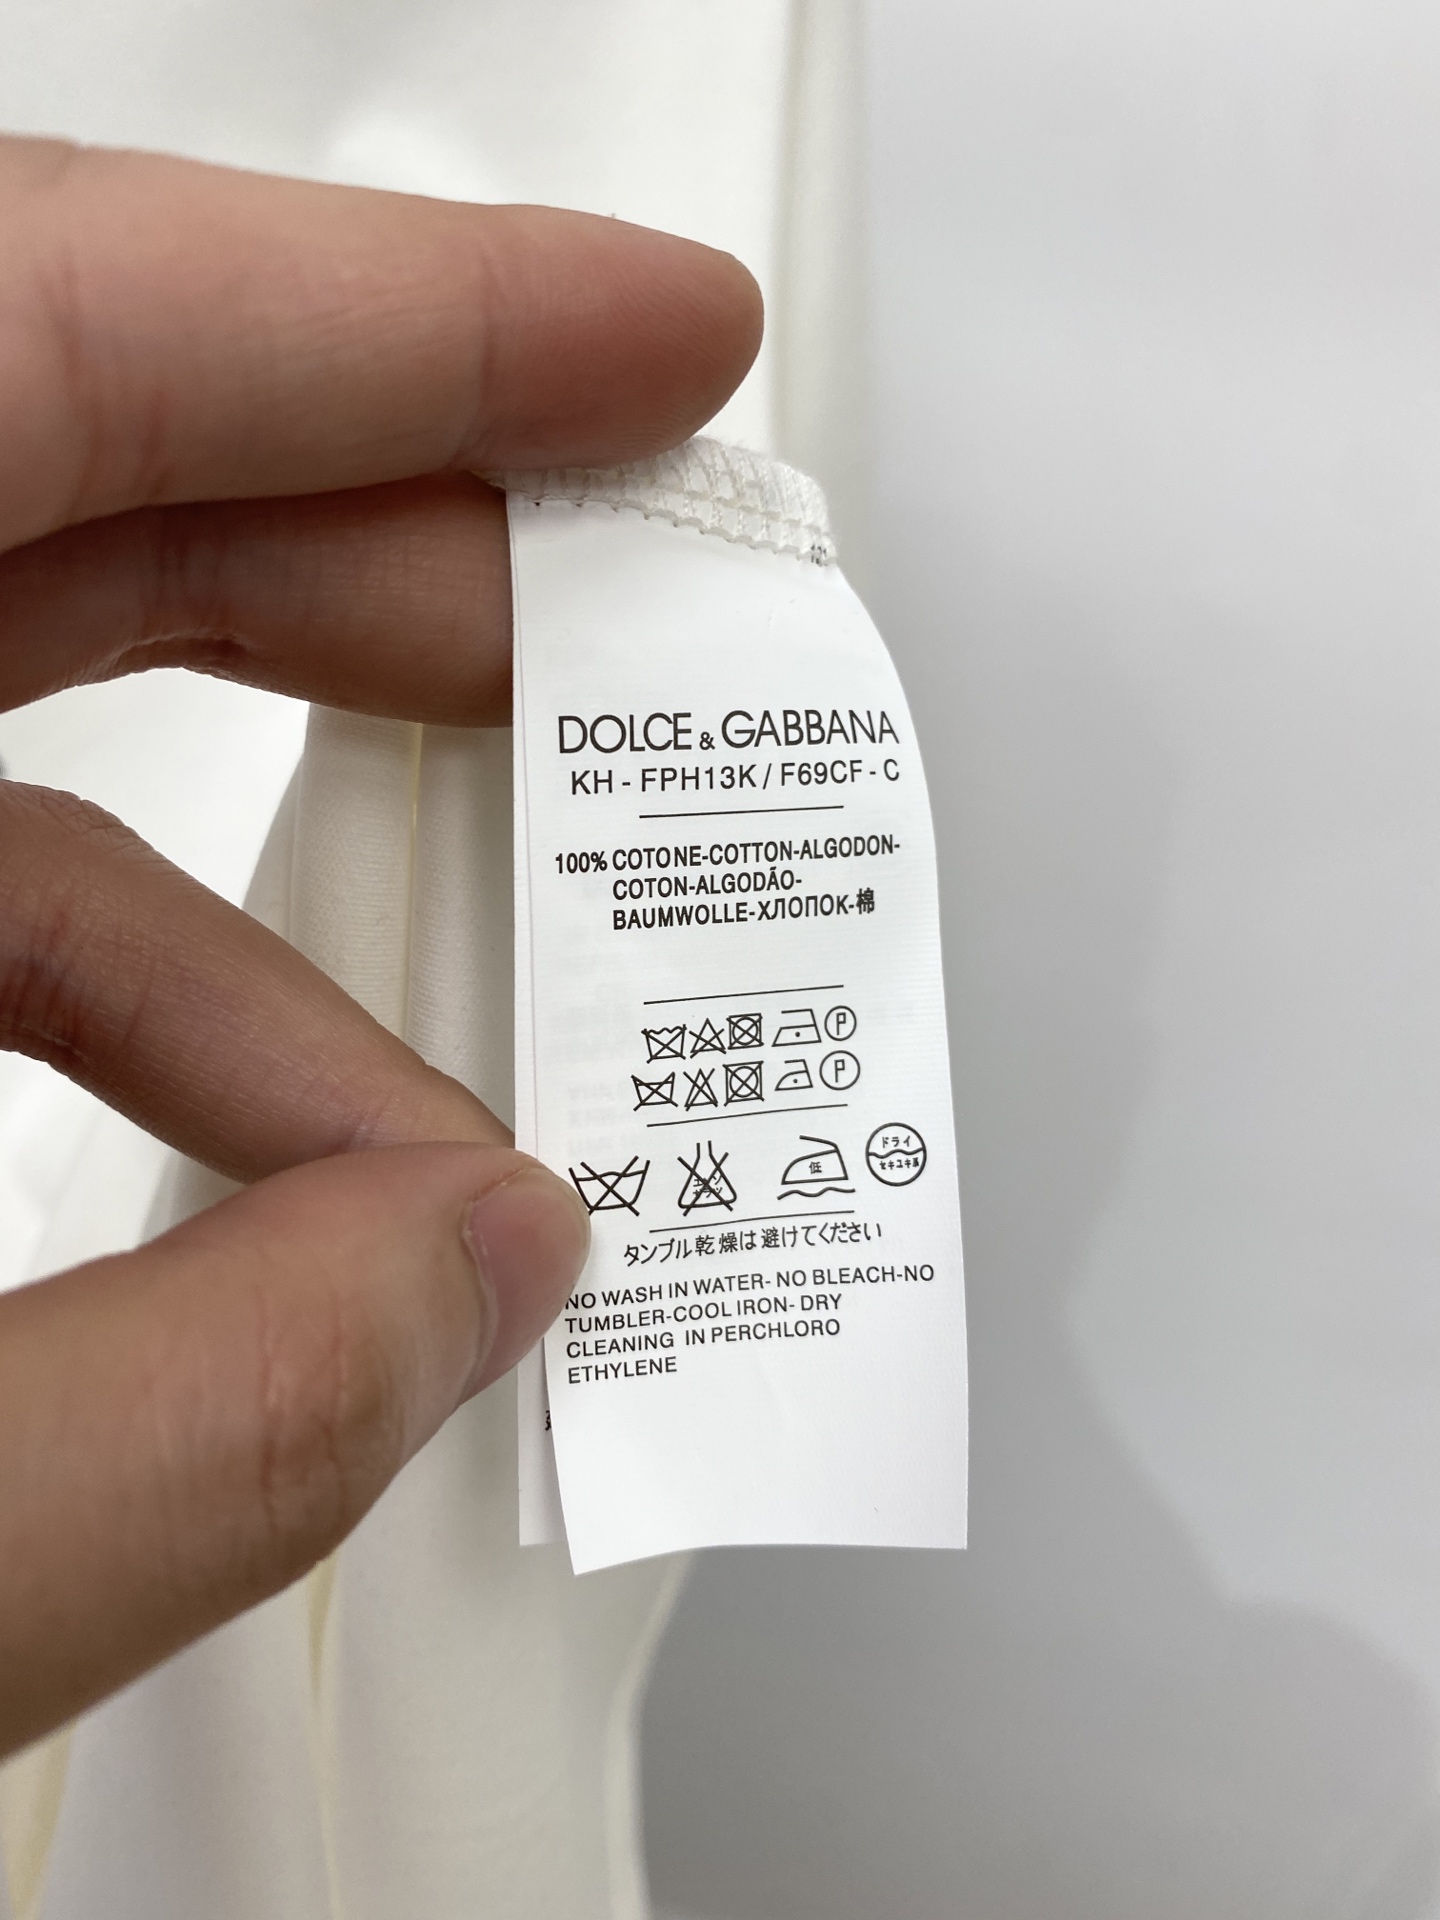 DOLCE & GABBANA
KH - FPH13K / F69CF - C
100% COTONE-COTTON-ALGODON-
COTON-ALGODÃO-
BAUMWOLLE-ХЛОПОК-棉
P
P
低
ドライ
セキユキ系
タンブル乾燥は避けてください
NO WASH IN WATER- NO BLEACH-NO
TUMBLER-COOL IRON- DRY
CLEANING IN PERCHLORO
ETHYLENE